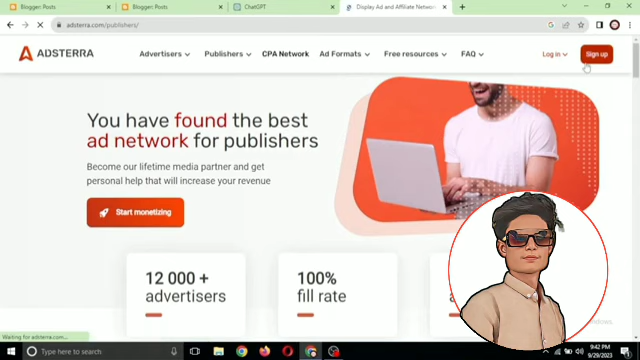 Blogger: Posts
Blogger: Posts
ChatGPT
Display Ad and Affiliate Network
adsterra.com/publishers/
ADSTERRA
Advertisers
Publishers
CPA Network
Ad Formats
Free resources
FAQ
Log in
Sign up
You have found the best
ad network for publishers
Become our lifetime media partner and get
personal help that will increase your revenue
Start monetizing
12 000 +
advertisers
100%
fill rate
Waiting for adsterra.com...
Type here to search
9:42 PM
9/29/2023